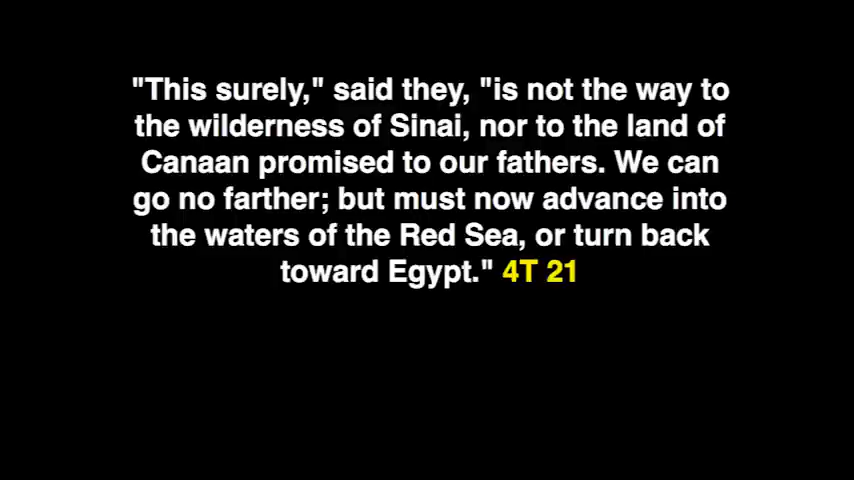 "This surely," said they, "is not the way to
the wilderness of Sinai, nor to the land of
Canaan promised to our fathers. We can
go no farther; but must now advance into
the waters of the Red Sea, or turn back
toward Egypt." 4T 21